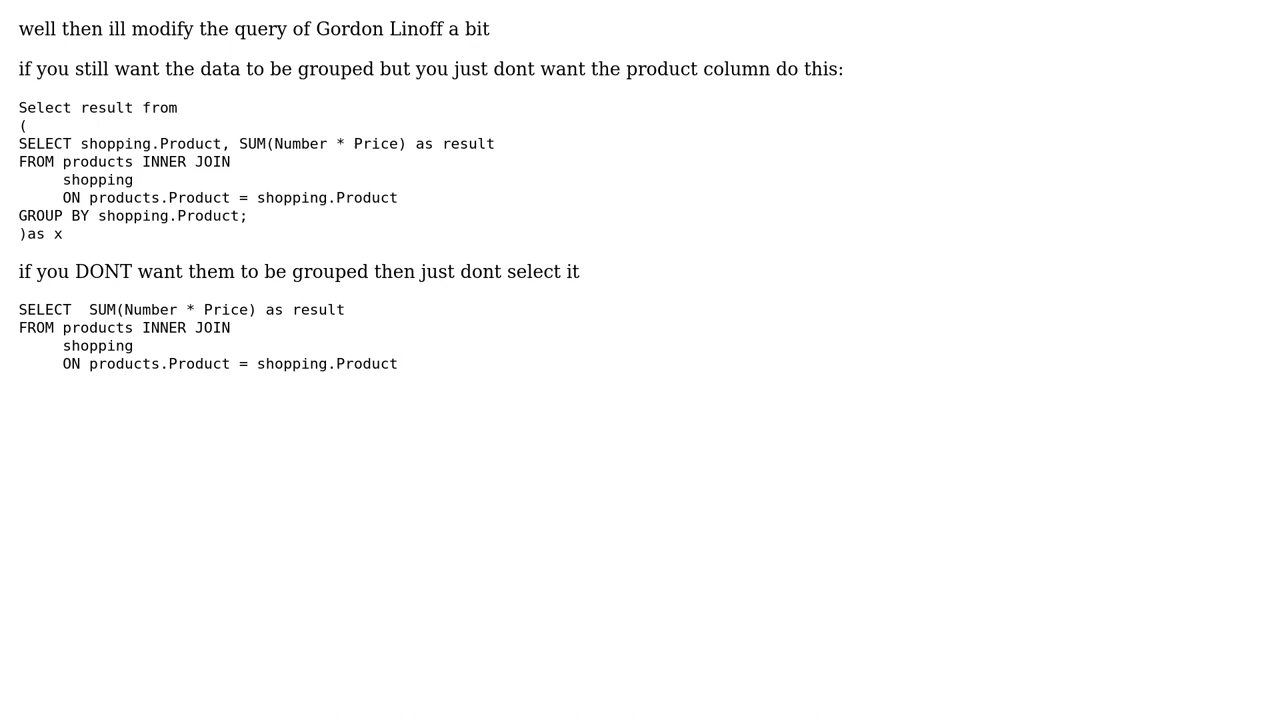 well then ill modify the query of Gordon Linoff a bit
if you still want the data to be grouped but you just dont want the product column do this:
Select result from
(
SELECT shopping.Product, SUM(Number * Price) as result
FROM products INNER JOIN
     shopping
     ON products.Product = shopping.Product
GROUP BY shopping.Product;
)as x
if you DONT want them to be grouped then just dont select it
SELECT  SUM(Number * Price) as result
FROM products INNER JOIN
     shopping
     ON products.Product = shopping.Product